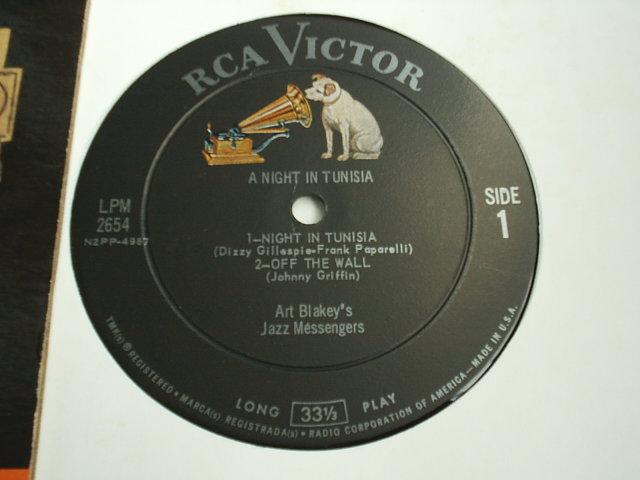 RCA VICTOR
A NIGHT IN TUNISIA
LPM
2654
N2PP-4987
SIDE
1
1—NIGHT IN TUNISIA
(Dizzy Gillespie-Frank Paparelli)
2—OFF THE WALL
(Johnny Griffin)
Art Blakey's
Jazz Messengers
LONG 33⅓ PLAY
TMK(s) ® REGISTERED • MARCA(s) REGISTRADA(s) • RADIO CORPORATION OF AMERICA—MADE IN U.S.A.